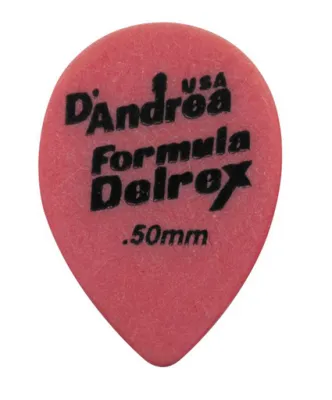 USA
D'Andrea
Formula
Delrex
.50mm